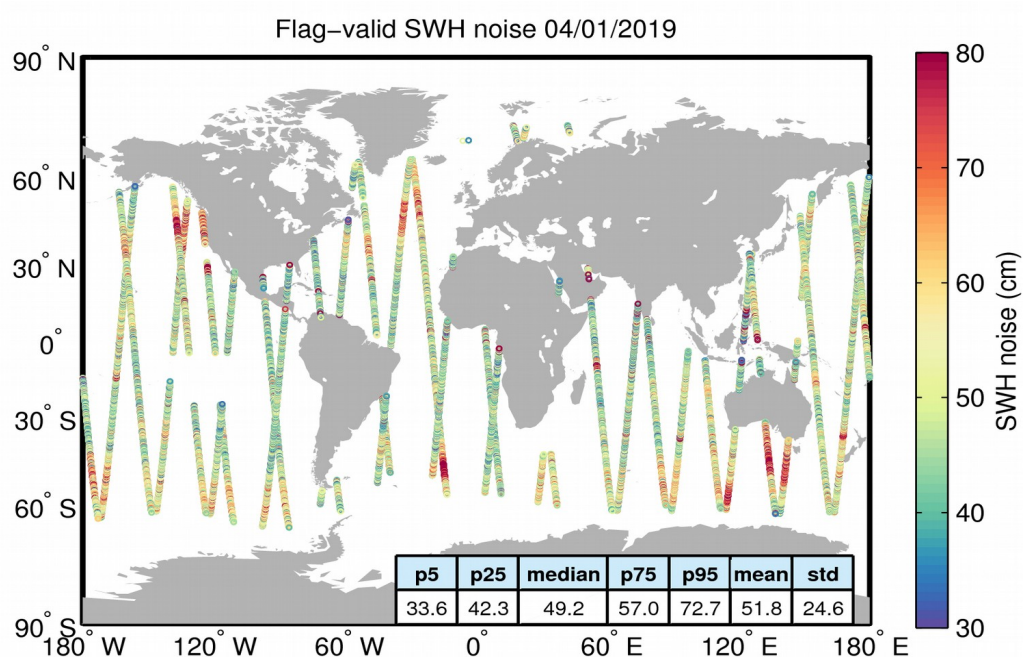 Flag−valid SWH noise 04/01/2019
90° N
60° N
30° N
0°
30° S
60° S
90° S
180° W
120° W
60° W
0°
60° E
120° E
180° E
80
70
60
50
40
30
SWH noise (cm)
p5 p25 median p75 p95 mean std
33.6 42.3 49.2 57.0 72.7 51.8 24.6